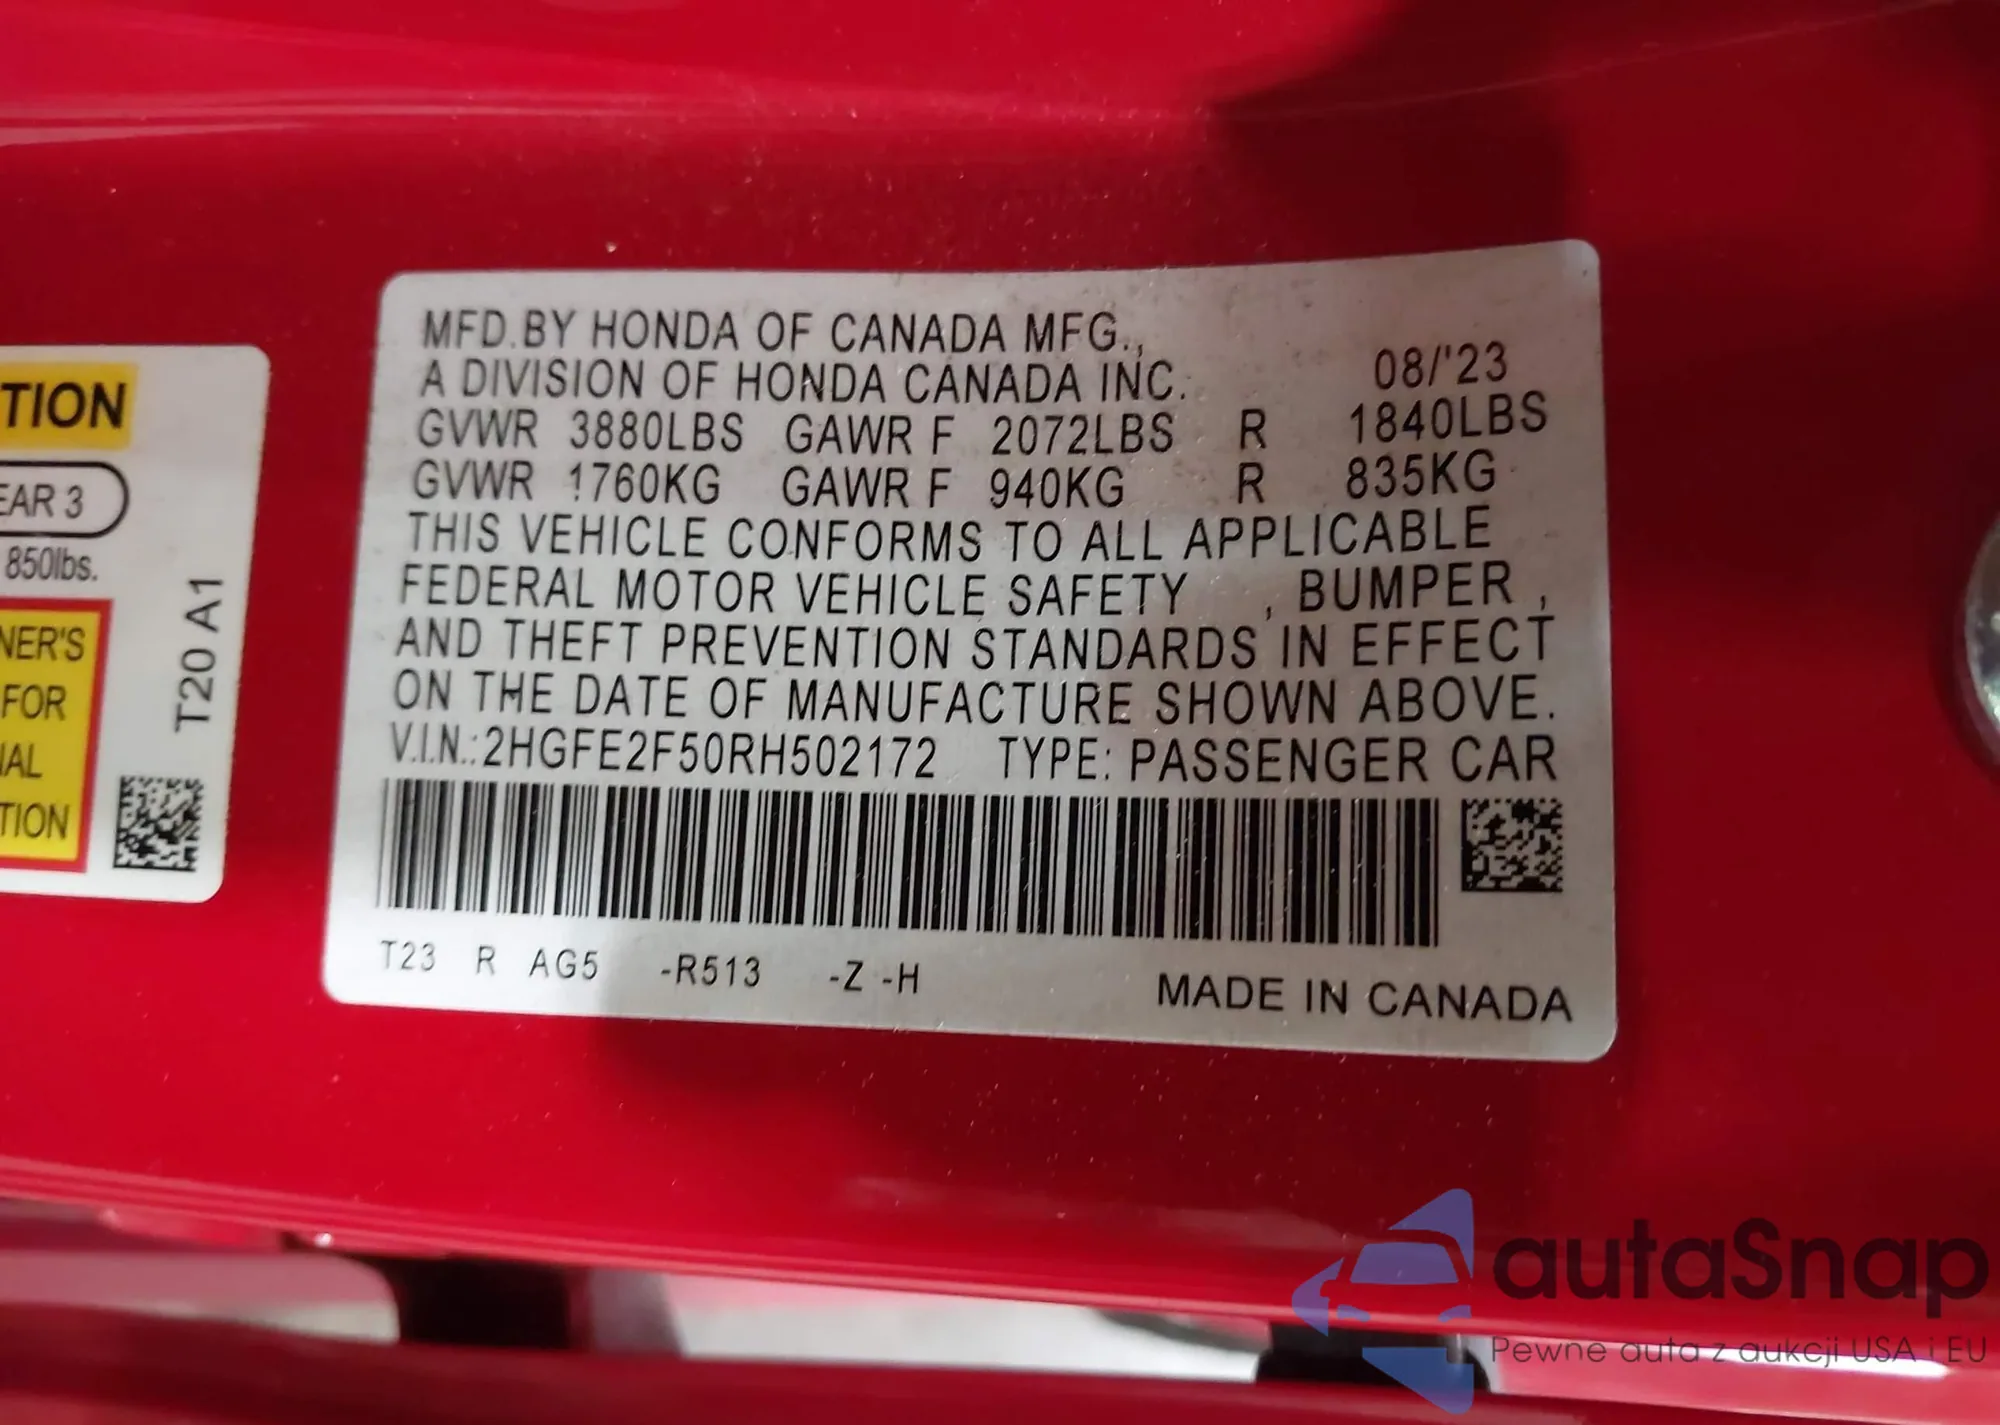 MFD.BY HONDA OF CANADA MFG.,
A DIVISION OF HONDA CANADA INC. 08/'23
GVWR 3880LBS GAWR F 2072LBS R 1840LBS
GVWR 1760KG GAWR F 940KG R 835KG
THIS VEHICLE CONFORMS TO ALL APPLICABLE
FEDERAL MOTOR VEHICLE SAFETY , BUMPER ,
AND THEFT PREVENTION STANDARDS IN EFFECT
ON THE DATE OF MANUFACTURE SHOWN ABOVE.
V.I.N.:2HGFE2F50RH502172 TYPE: PASSENGER CAR
T23 R AG5 -R513 -Z -H
MADE IN CANADA
TION
EAR 3
850lbs.
NER'S
FOR
TION
T20 A1
autaSnap
Pewne auta z aukcji USA i EU